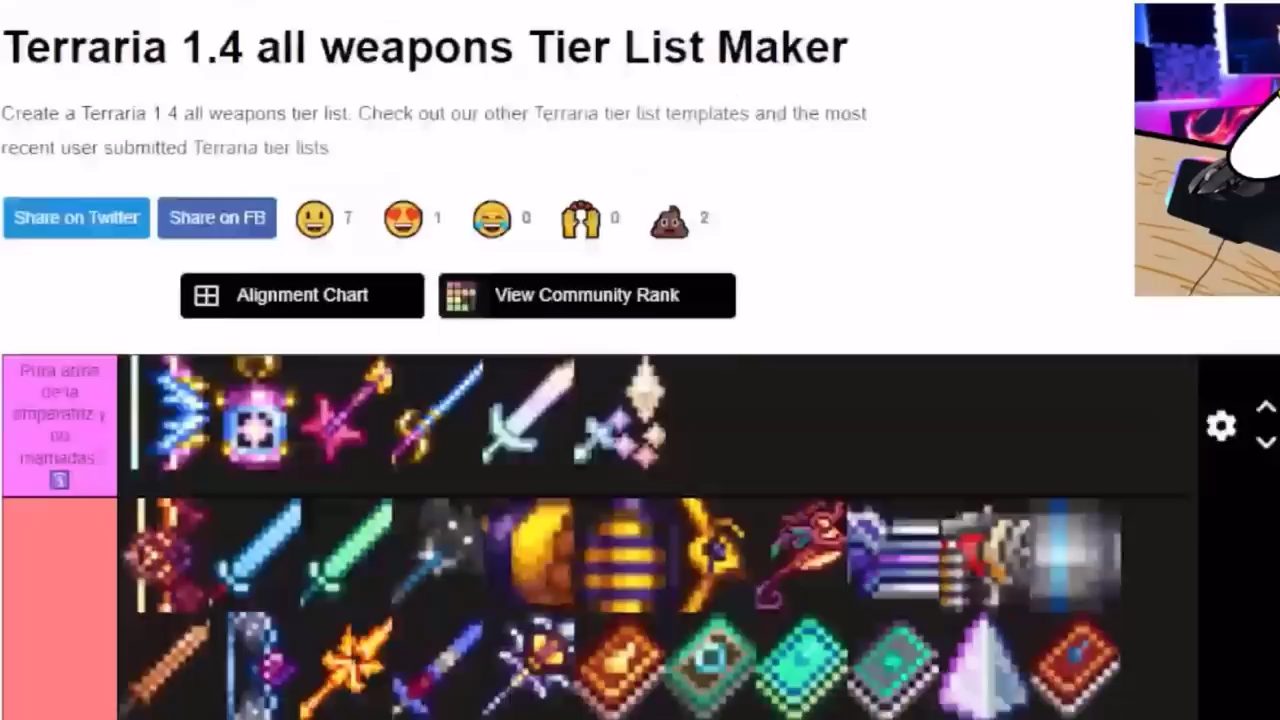 Terraria 1.4 all weapons Tier List Maker
Create a Terraria 1 4 all weapons tier list. Check out our other Terraria tier list templates and the most
recent user submitted Terraria tier lists
Share on Twitter Share on FB 7 1 0 0 2
Alignment Chart View Community Rank
Pura arma
de la
emperatriz y
no
mamadas